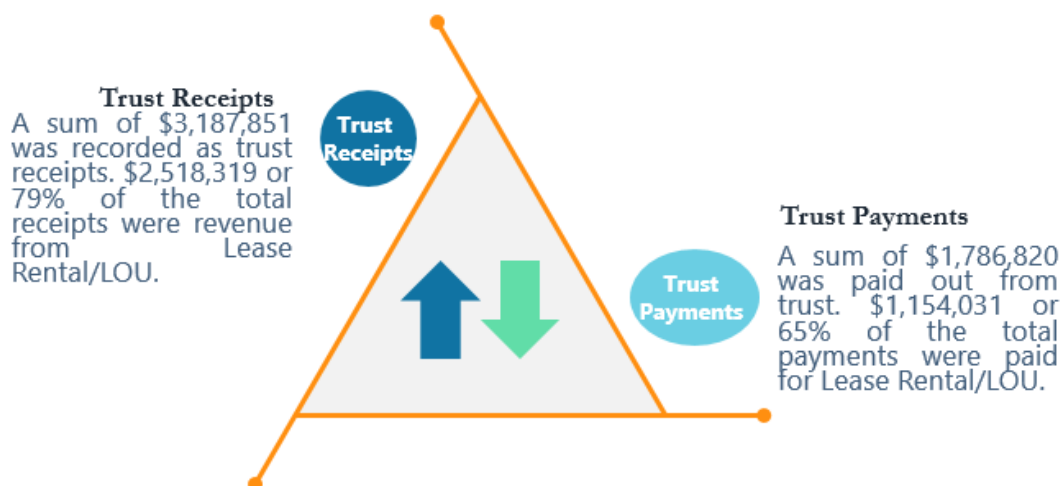 Trust Receipts
A sum of $3,187,851
was recorded as trust
receipts. $2,518,319 or
79% of the total
receipts were revenue
from Lease
Rental/LOU.
Trust
Receipts
Trust Payments
A sum of $1,786,820
was paid out from
trust. $1,154,031 or
65% of the total
payments were paid
for Lease Rental/LOU.
Trust
Payments